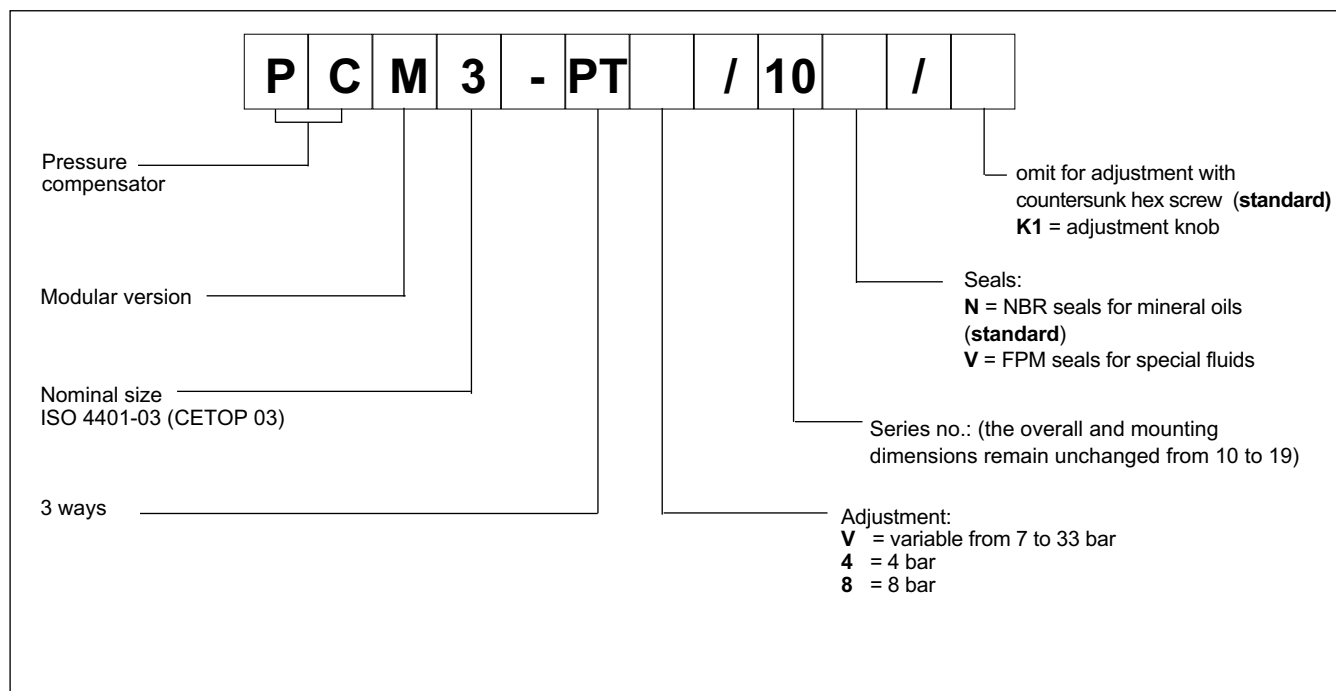 P C M 3 - PT / 10 /
Pressure
compensator
omit for adjustment with
countersunk hex screw (standard)
K1 = adjustment knob
Seals:
N = NBR seals for mineral oils
(standard)
V = FPM seals for special fluids
Modular version
Nominal size
ISO 4401-03 (CETOP 03)
Series no.: (the overall and mounting
dimensions remain unchanged from 10 to 19)
3 ways
Adjustment:
V = variable from 7 to 33 bar
4 = 4 bar
8 = 8 bar